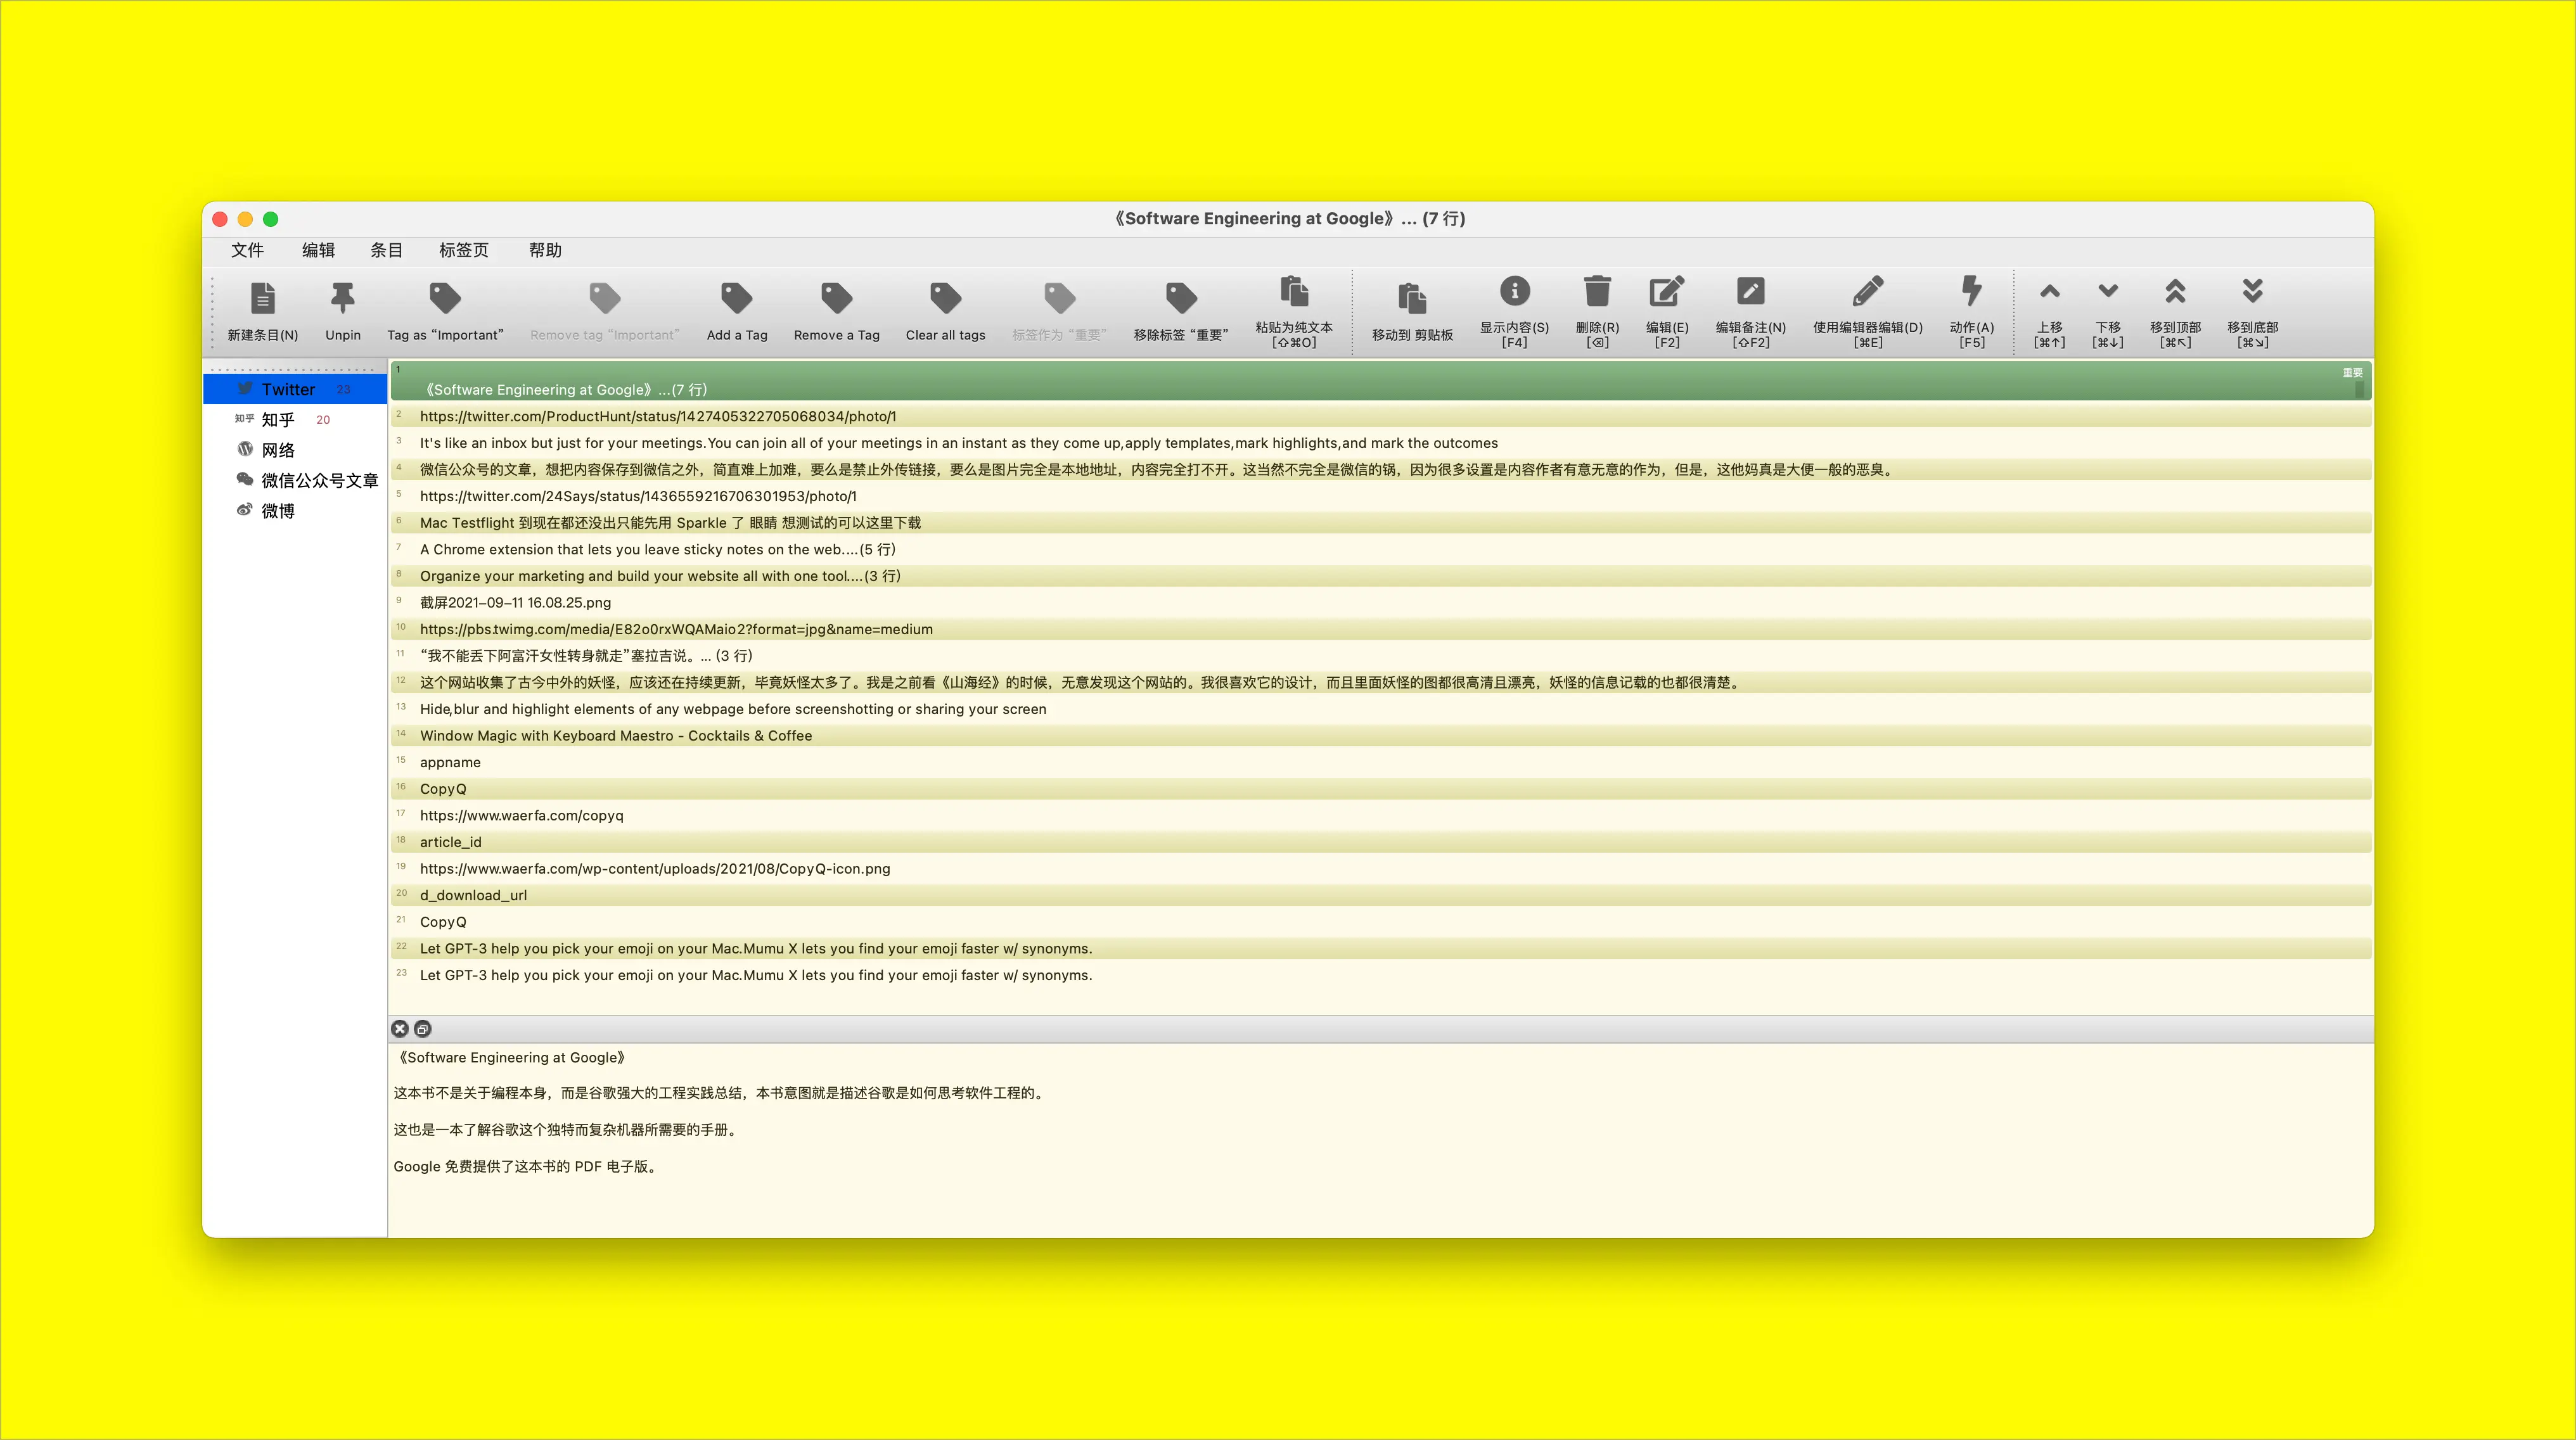 《Software Engineering at Google》... (7 行)
文件 编辑 条目 标签页 帮助
新建条目(N) Unpin Tag as “Important” Remove tag “Important” Add a Tag Remove a Tag Clear all tags 标签作为 “重要” 移除标签 “重要” 粘贴为纯文本 [⇧⌘O] 移动到 剪贴板 显示内容(S) [F4] 删除(R) [⌫] 编辑(E) [F2] 编辑备注(N) [⇧F2] 使用编辑器编辑(D) [⌘E] 动作(A) [F5] 上移 [⌘↑] 下移 [⌘↓] 移到顶部 [⌘↖] 移到底部 [⌘↘]
Twitter 23
知乎 知乎 20
网络
微信公众号文章
微博
1 重要
《Software Engineering at Google》...(7 行)
2 https://twitter.com/ProductHunt/status/1427405322705068034/photo/1
3 It's like an inbox but just for your meetings.You can join all of your meetings in an instant as they come up,apply templates,mark highlights,and mark the outcomes
4 微信公众号的文章，想把内容保存到微信之外，简直难上加难，要么是禁止外传链接，要么是图片完全是本地地址，内容完全打不开。这当然不完全是微信的锅，因为很多设置是内容作者有意无意的作为，但是，这他妈真是大便一般的恶臭。
5 https://twitter.com/24Says/status/1436559216706301953/photo/1
6 Mac Testflight 到现在都还没出只能先用 Sparkle 了 眼睛 想测试的可以这里下载
7 A Chrome extension that lets you leave sticky notes on the web....(5 行)
8 Organize your marketing and build your website all with one tool....(3 行)
9 截屏2021-09-11 16.08.25.png
10 https://pbs.twimg.com/media/E82o0rxWQAMaio2?format=jpg&name=medium
11 “我不能丢下阿富汗女性转身就走”塞拉吉说。... (3 行)
12 这个网站收集了古今中外的妖怪，应该还在持续更新，毕竟妖怪太多了。我是之前看《山海经》的时候，无意发现这个网站的。我很喜欢它的设计，而且里面妖怪的图都很高清且漂亮，妖怪的信息记载的也都很清楚。
13 Hide,blur and highlight elements of any webpage before screenshotting or sharing your screen
14 Window Magic with Keyboard Maestro - Cocktails & Coffee
15 appname
16 CopyQ
17 https://www.waerfa.com/copyq
18 article_id
19 https://www.waerfa.com/wp-content/uploads/2021/08/CopyQ-icon.png
20 d_download_url
21 CopyQ
22 Let GPT-3 help you pick your emoji on your Mac.Mumu X lets you find your emoji faster w/ synonyms.
23 Let GPT-3 help you pick your emoji on your Mac.Mumu X lets you find your emoji faster w/ synonyms.
《Software Engineering at Google》
这本书不是关于编程本身，而是谷歌强大的工程实践总结，本书意图就是描述谷歌是如何思考软件工程的。
这也是一本了解谷歌这个独特而复杂机器所需要的手册。
Google 免费提供了这本书的 PDF 电子版。